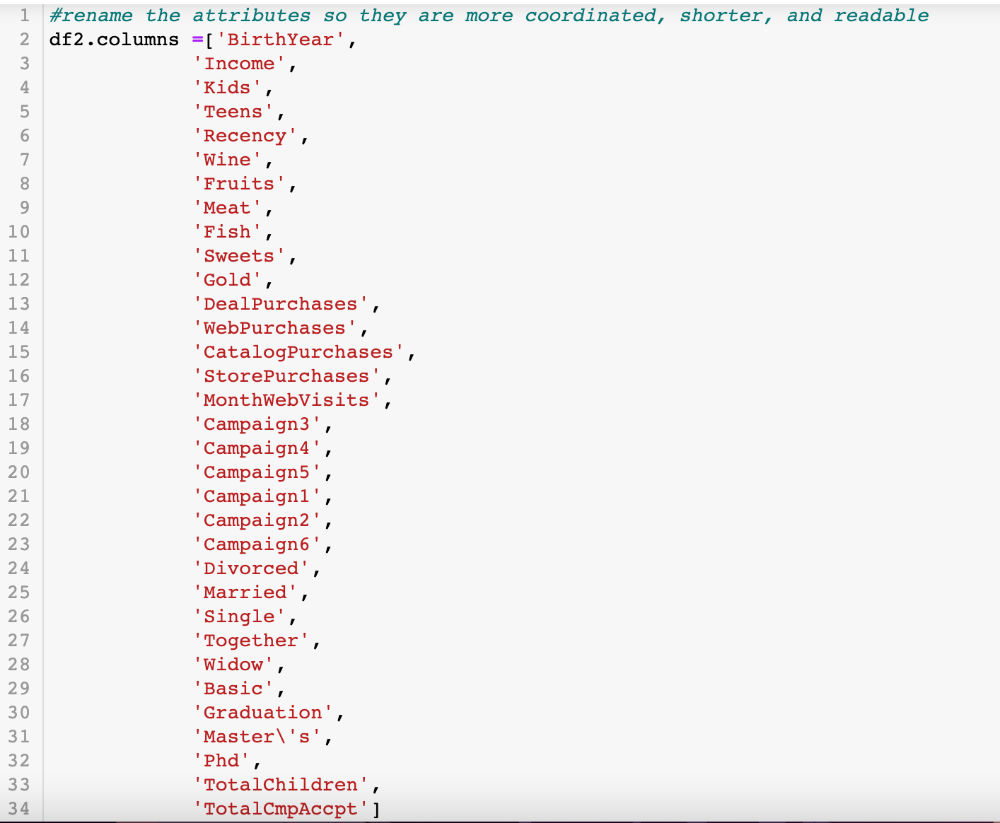 1 #rename the attributes so they are more coordinated, shorter, and readable
2 df2.columns =['BirthYear',
3 'Income',
4 'Kids',
5 'Teens',
6 'Recency',
7 'Wine',
8 'Fruits',
9 'Meat',
10 'Fish',
11 'Sweets',
12 'Gold',
13 'DealPurchases',
14 'WebPurchases',
15 'CatalogPurchases',
16 'StorePurchases',
17 'MonthWebVisits',
18 'Campaign3',
19 'Campaign4',
20 'Campaign5',
21 'Campaign1',
22 'Campaign2',
23 'Campaign6',
24 'Divorced',
25 'Married',
26 'Single',
27 'Together',
28 'Widow',
29 'Basic',
30 'Graduation',
31 'Master\'s',
32 'Phd',
33 'TotalChildren',
34 'TotalCmpAccpt']